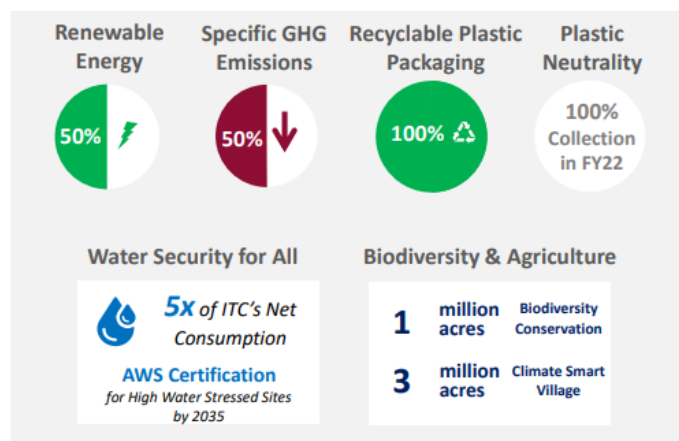 Renewable
Energy
50%
Specific GHG
Emissions
50%
Recyclable Plastic
Packaging
100%
Plastic
Neutrality
100%
Collection
in FY22
Water Security for All
5x of ITC's Net
Consumption
AWS Certification
for High Water Stressed Sites
by 2035
Biodiversity & Agriculture
1 million acres
Biodiversity
Conservation
3 million acres
Climate Smart
Village